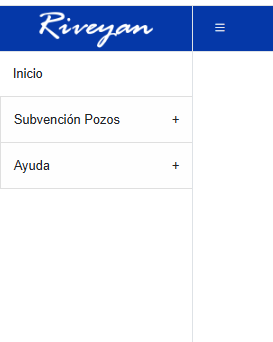 Riveyan
Inicio
Subvención Pozos +
Ayuda +